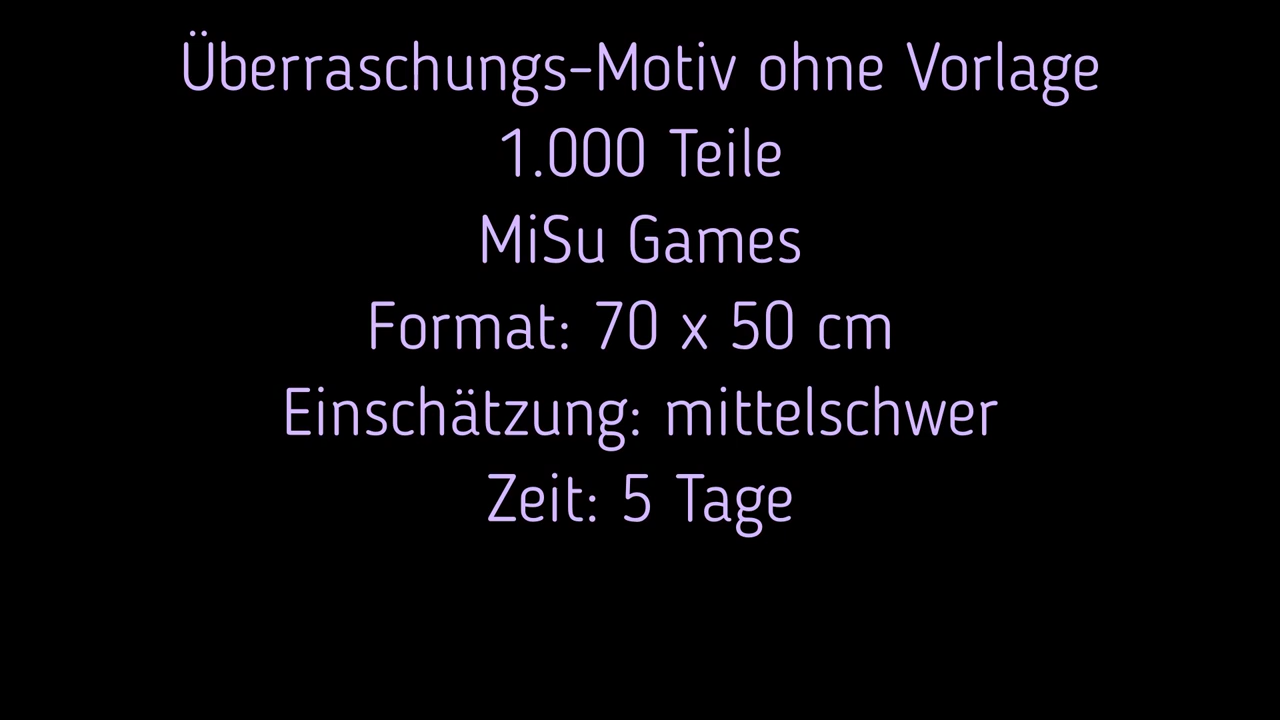 Überraschungs-Motiv ohne Vorlage
1.000 Teile
MiSu Games
Format: 70 x 50 cm
Einschätzung: mittelschwer
Zeit: 5 Tage